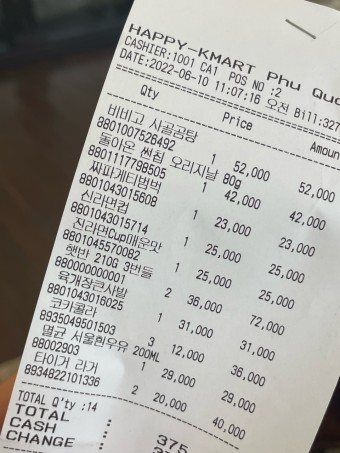 HAPPY-KMART Phu Quo
CASHIER:1001 CA1 POS NO :2
DATE:2022-06-10 11:07:16 오전 Bill:327
Qty Price Amoun
비비고 사골곰탕
8801007526492 1 52,000 52,000
돌아온 썬칩 오리지날 80g
8801117798505 1 42,000 42,000
짜파게티범벅
8801043015608 1 23,000 23,000
신라면컵
8801043015714 1 25,000 25,000
진라면Cup매운맛
8801045570082 1 25,000 25,000
햇반 210G 3번들
880000000001 2 36,000 72,000
육개장큰사발
8801043016025 1 31,000 31,000
코카콜라
8935049501503 3 12,000 36,000
멸균 서울흰우유 200ML
88002903 1 29,000 29,000
타이거 라거
8934822101336 2 20,000 40,000
TOTAL Q'ty :14
TOTAL : 375
CASH :
CHANGE :